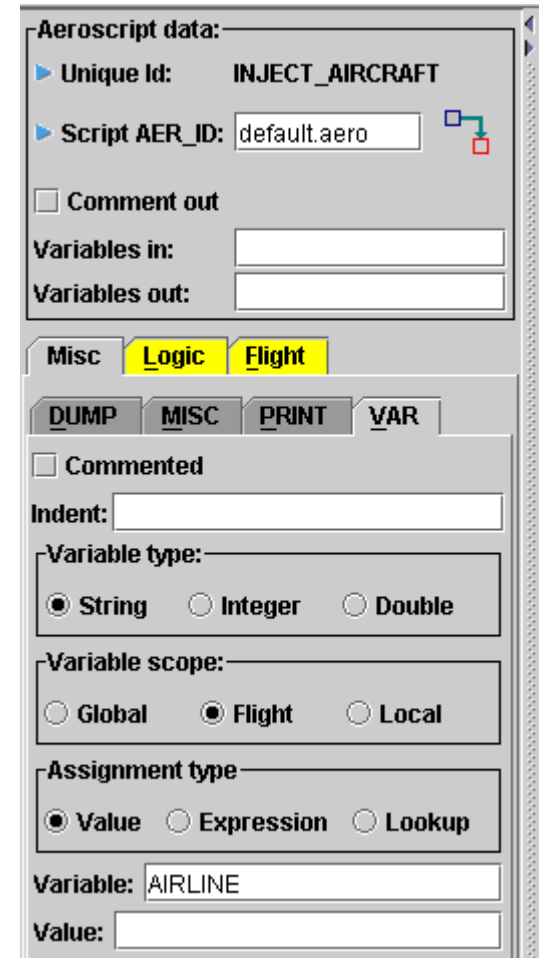 Aeroscript data:
Unique Id: INJECT_AIRCRAFT
Script AER_ID: default.aero
Comment out
Variables in:
Variables out:
Misc Logic Flight
DUMP MISC PRINT VAR
Commented
Indent:
Variable type:
String Integer Double
Variable scope:
Global Flight Local
Assignment type
Value Expression Lookup
Variable: AIRLINE
Value: